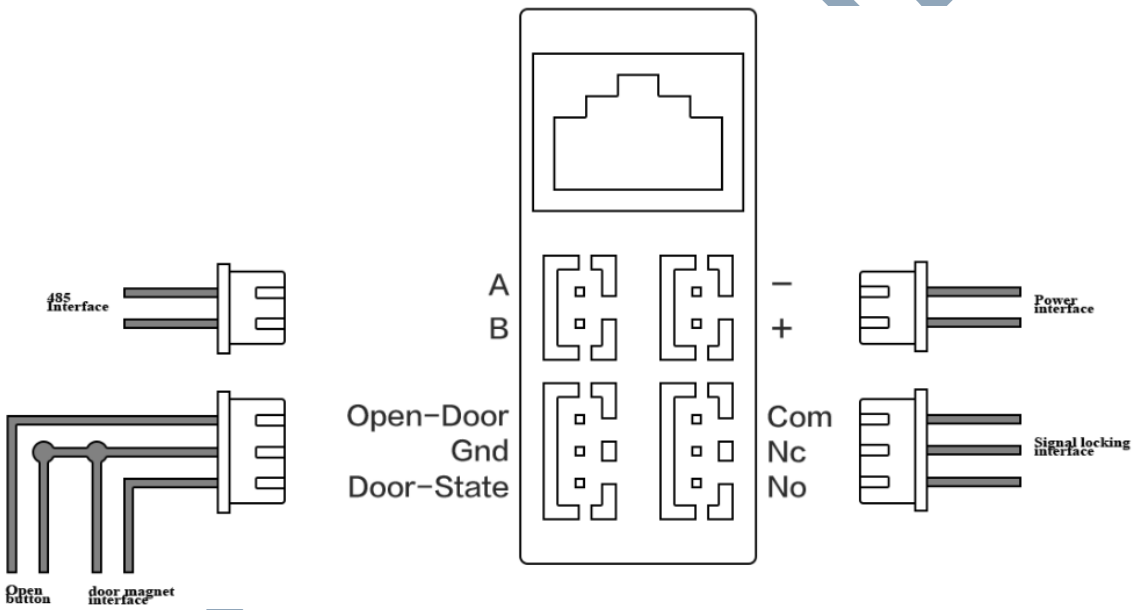 A
B
−
+
485
Interface
Power
interface
Open−Door
Gnd
Door−State
Com
Nc
No
Signal locking
interface
Open
button
door magnet
interface